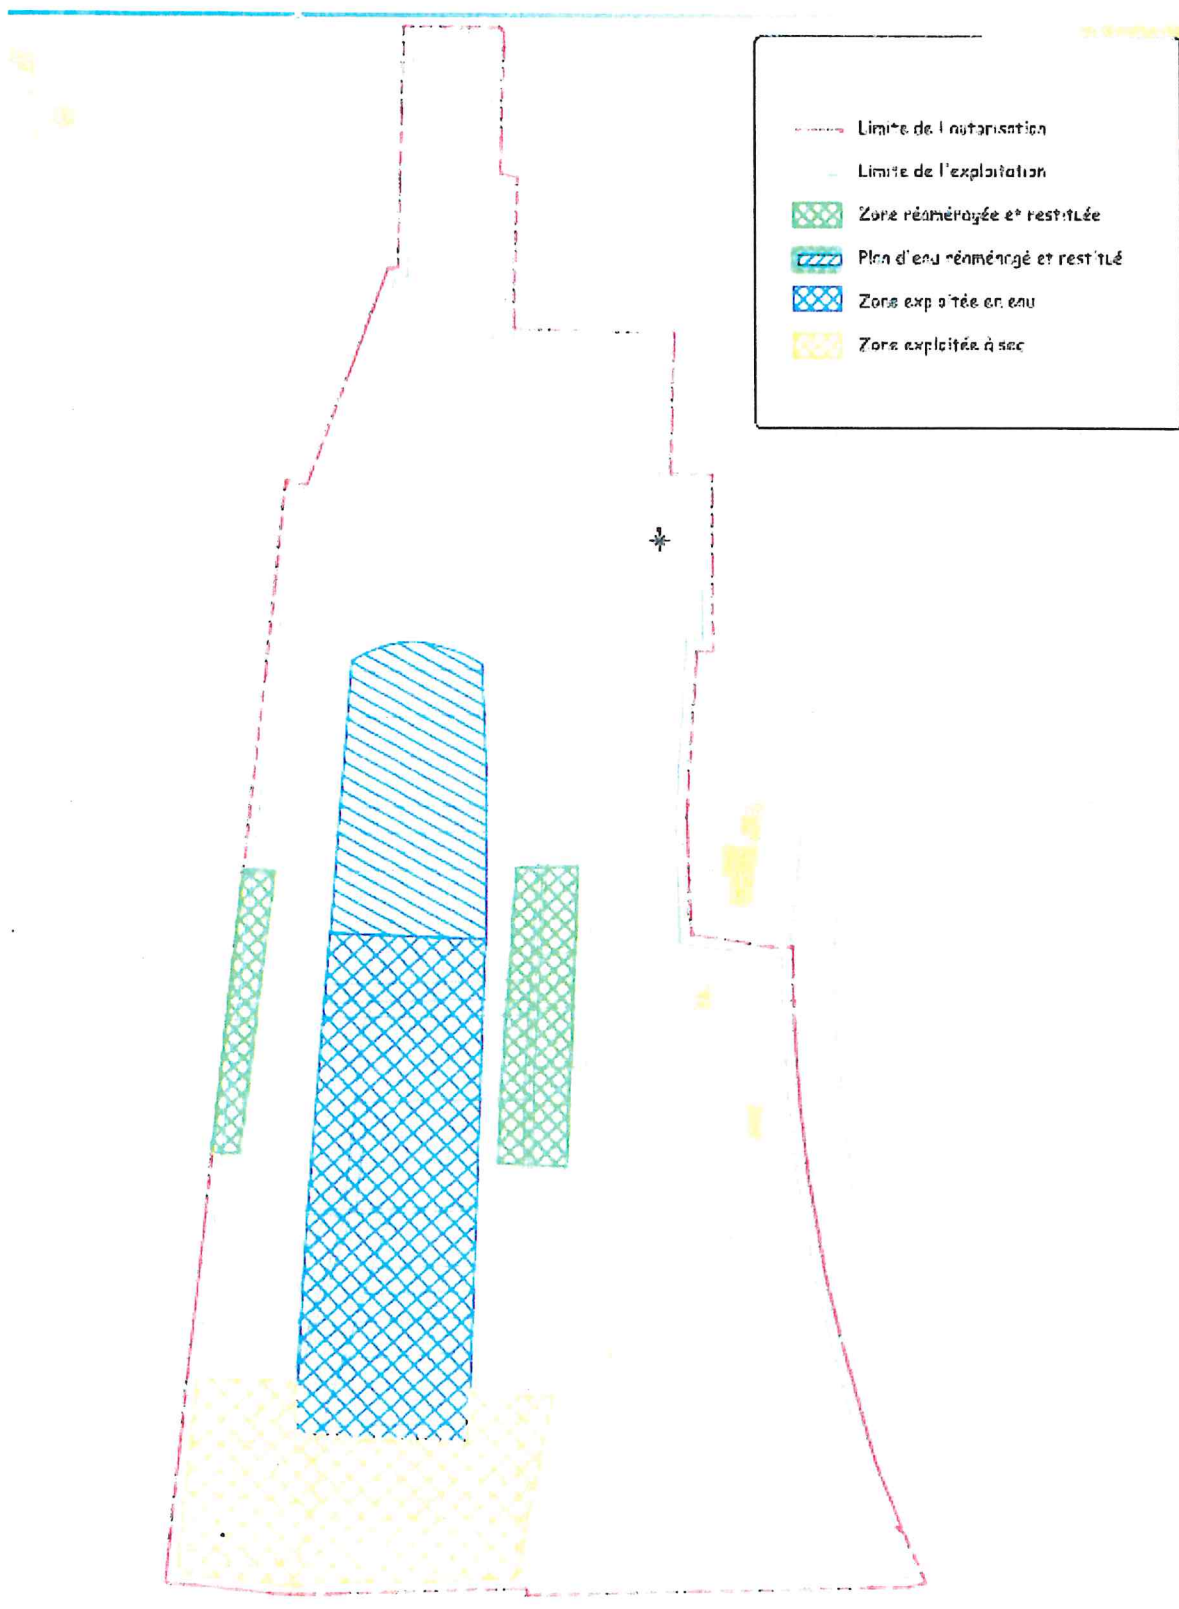 Limite de l'autorisation
Limite de l'exploitation
Zone réaménagée et restituée
Plan d'eau réaménagé et restitué
Zone exploitée en eau
Zone exploitée à sec